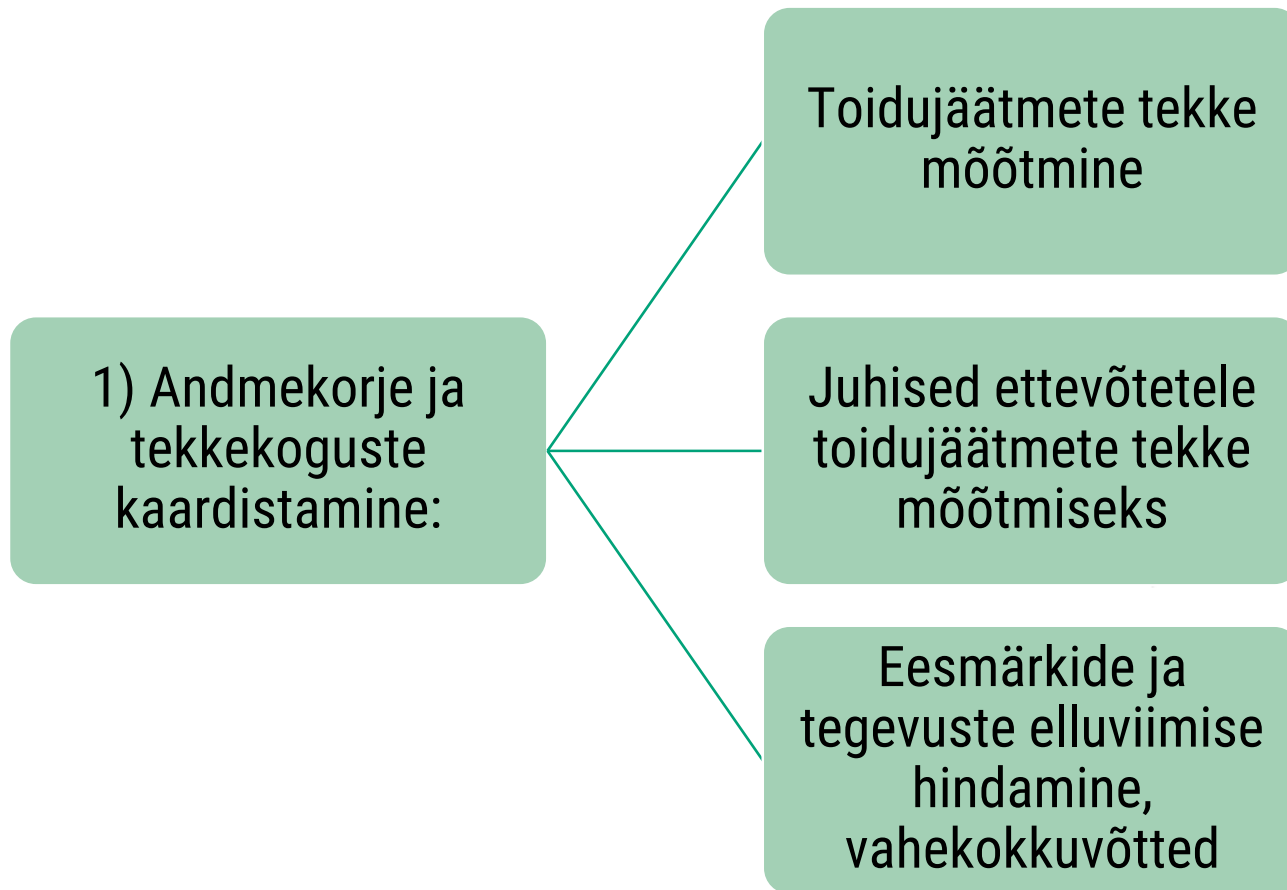 1) Andmekorje ja
tekkekoguste
kaardistamine:
Toidujäätmete tekke
mõõtmine
Juhised ettevõtetele
toidujäätmete tekke
mõõtmiseks
Eesmärkide ja
tegevuste elluviimise
hindamine,
vahekokkuvõtted